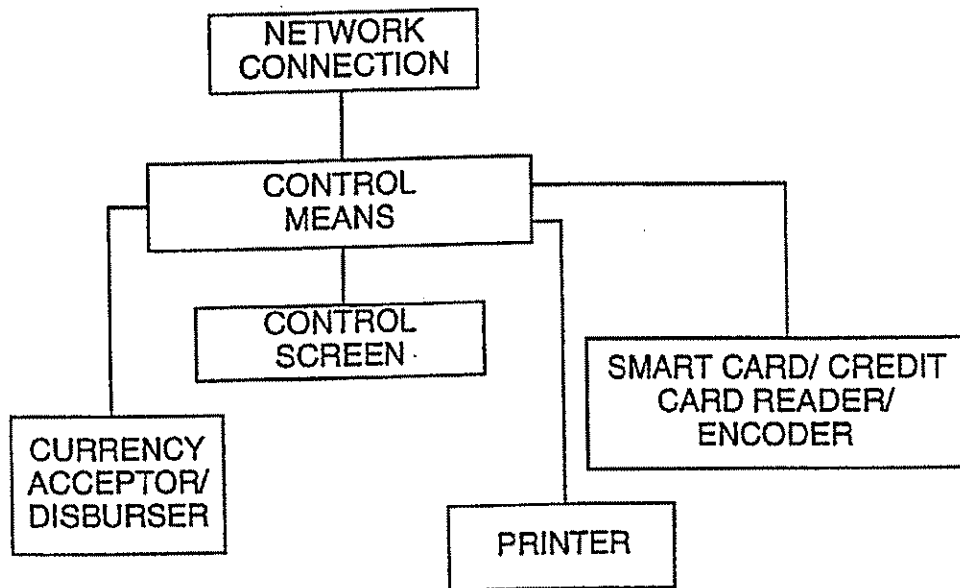 NETWORK
CONNECTION
CONTROL
MEANS
CONTROL
SCREEN
SMART CARD/ CREDIT
CARD READER/
ENCODER
CURRENCY
ACCEPTOR/
DISBURSER
PRINTER